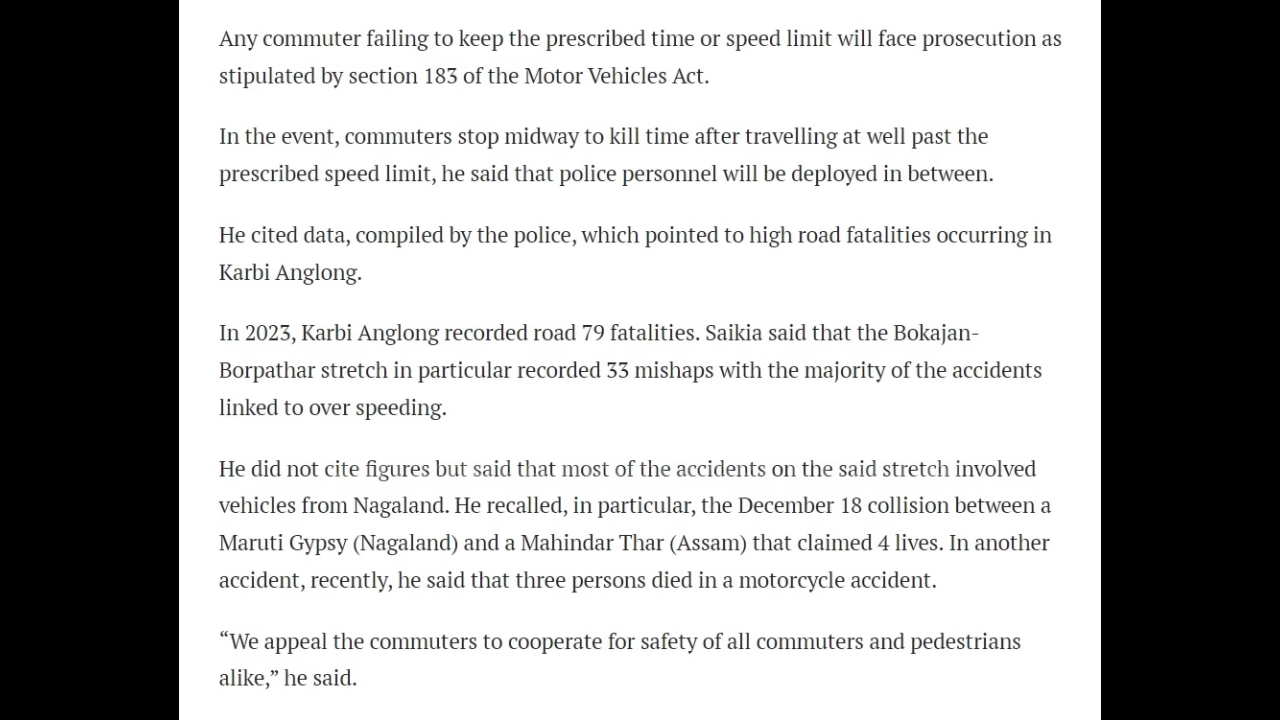 Any commuter failing to keep the prescribed time or speed limit will face prosecution as
stipulated by section 183 of the Motor Vehicles Act.
In the event, commuters stop midway to kill time after travelling at well past the
prescribed speed limit, he said that police personnel will be deployed in between.
He cited data, compiled by the police, which pointed to high road fatalities occurring in
Karbi Anglong.
In 2023, Karbi Anglong recorded road 79 fatalities. Saikia said that the Bokajan-
Borpathar stretch in particular recorded 33 mishaps with the majority of the accidents
linked to over speeding.
He did not cite figures but said that most of the accidents on the said stretch involved
vehicles from Nagaland. He recalled, in particular, the December 18 collision between a
Maruti Gypsy (Nagaland) and a Mahindar Thar (Assam) that claimed 4 lives. In another
accident, recently, he said that three persons died in a motorcycle accident.
“We appeal the commuters to cooperate for safety of all commuters and pedestrians
alike,” he said.